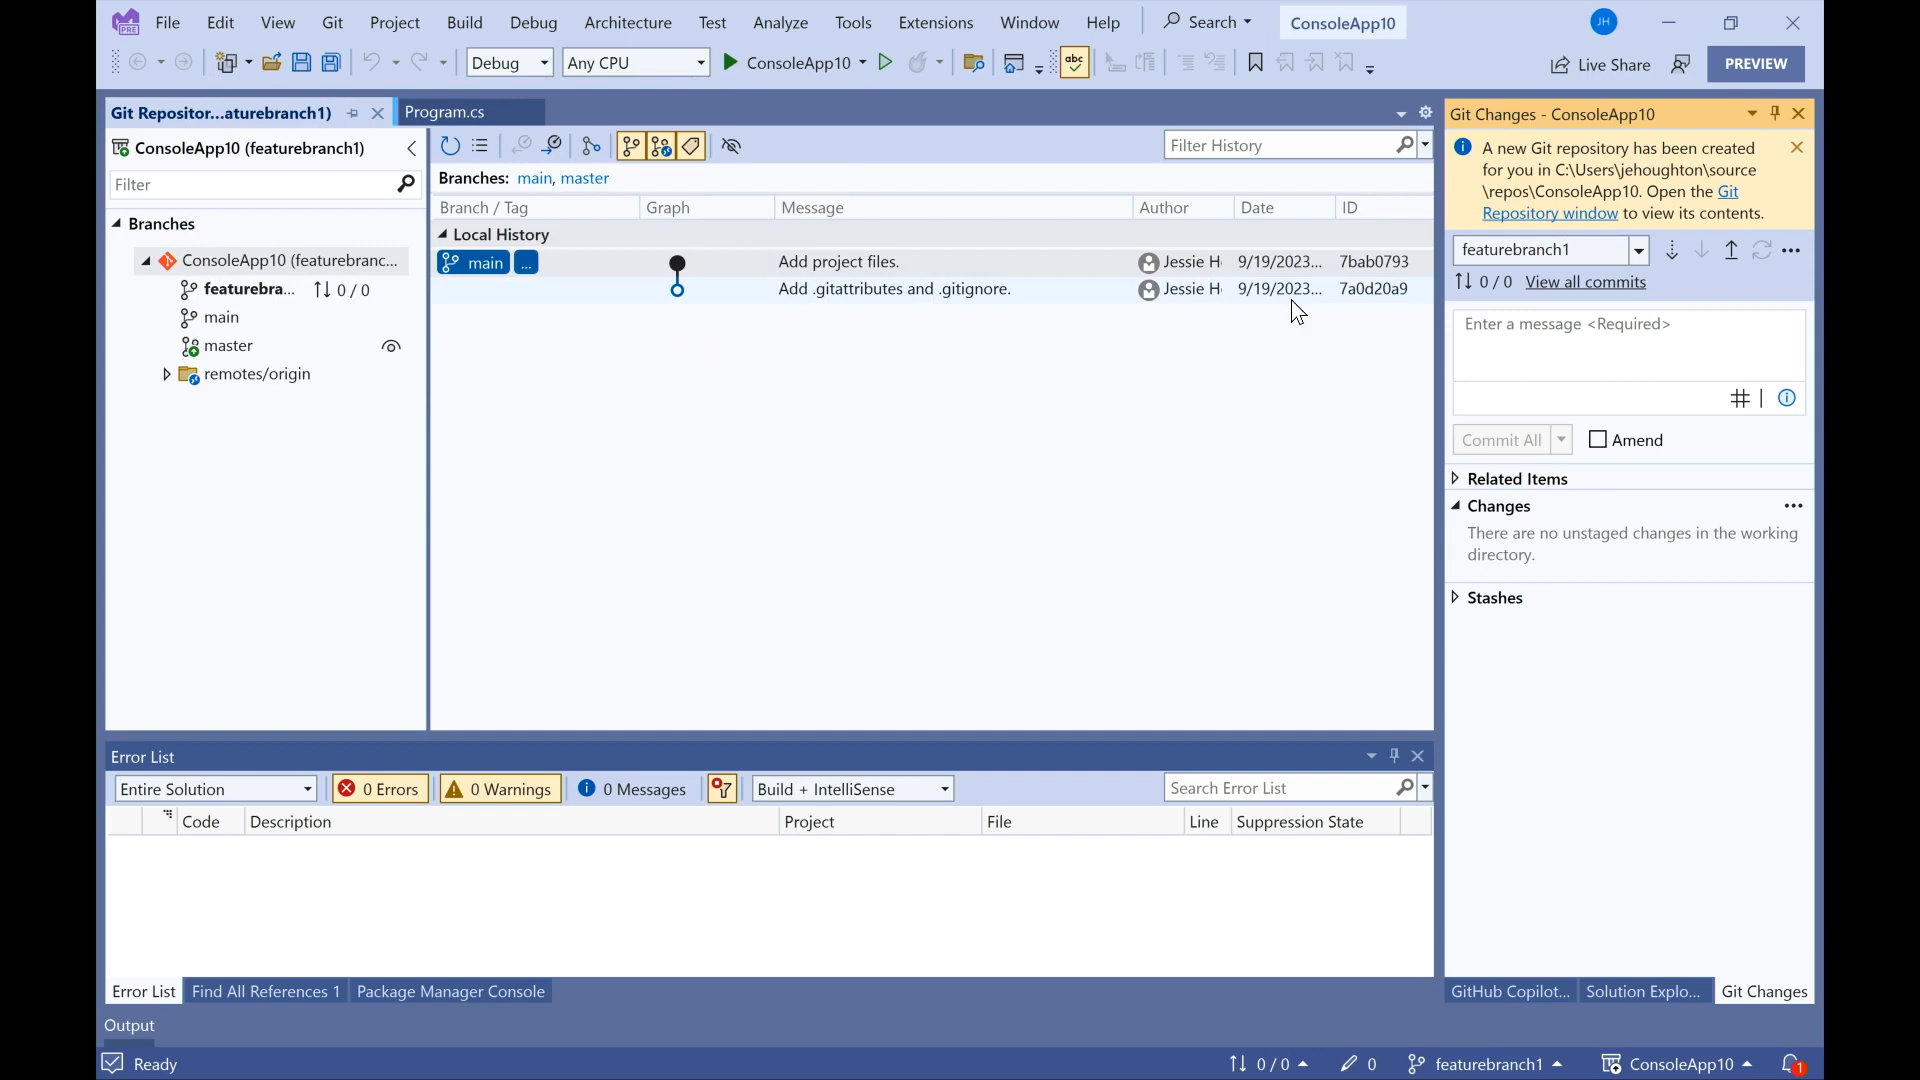 File Edit View Git Project Build Debug Architecture Test Analyze Tools Extensions Window Help Search ConsoleApp10 JH
PRE
Debug Any CPU ConsoleApp10 abc Live Share PREVIEW
Git Repositor...aturebranch1) Program.cs
ConsoleApp10 (featurebranch1)
Filter
Branches
ConsoleApp10 (featurebranc...
featurebra... 0 / 0
main
master
remotes/origin
Filter History
Branches: main, master
Branch / Tag Graph Message Author Date ID
Local History
main ... Add project files. Jessie H 9/19/2023... 7bab0793
Add .gitattributes and .gitignore. Jessie H 9/19/2023... 7a0d20a9
Git Changes - ConsoleApp10
A new Git repository has been created
for you in C:\Users\jehoughton\source
\repos\ConsoleApp10. Open the Git
Repository window to view its contents.
featurebranch1
0 / 0 View all commits
Enter a message <Required>
Commit All Amend
Related Items
Changes
There are no unstaged changes in the working
directory.
Stashes
Error List
Entire Solution 0 Errors 0 Warnings 0 Messages Build + IntelliSense Search Error List
Code Description Project File Line Suppression State
Error List Find All References 1 Package Manager Console
GitHub Copilot... Solution Explo... Git Changes
Output
Ready 0 / 0 0 featurebranch1 ConsoleApp10 1